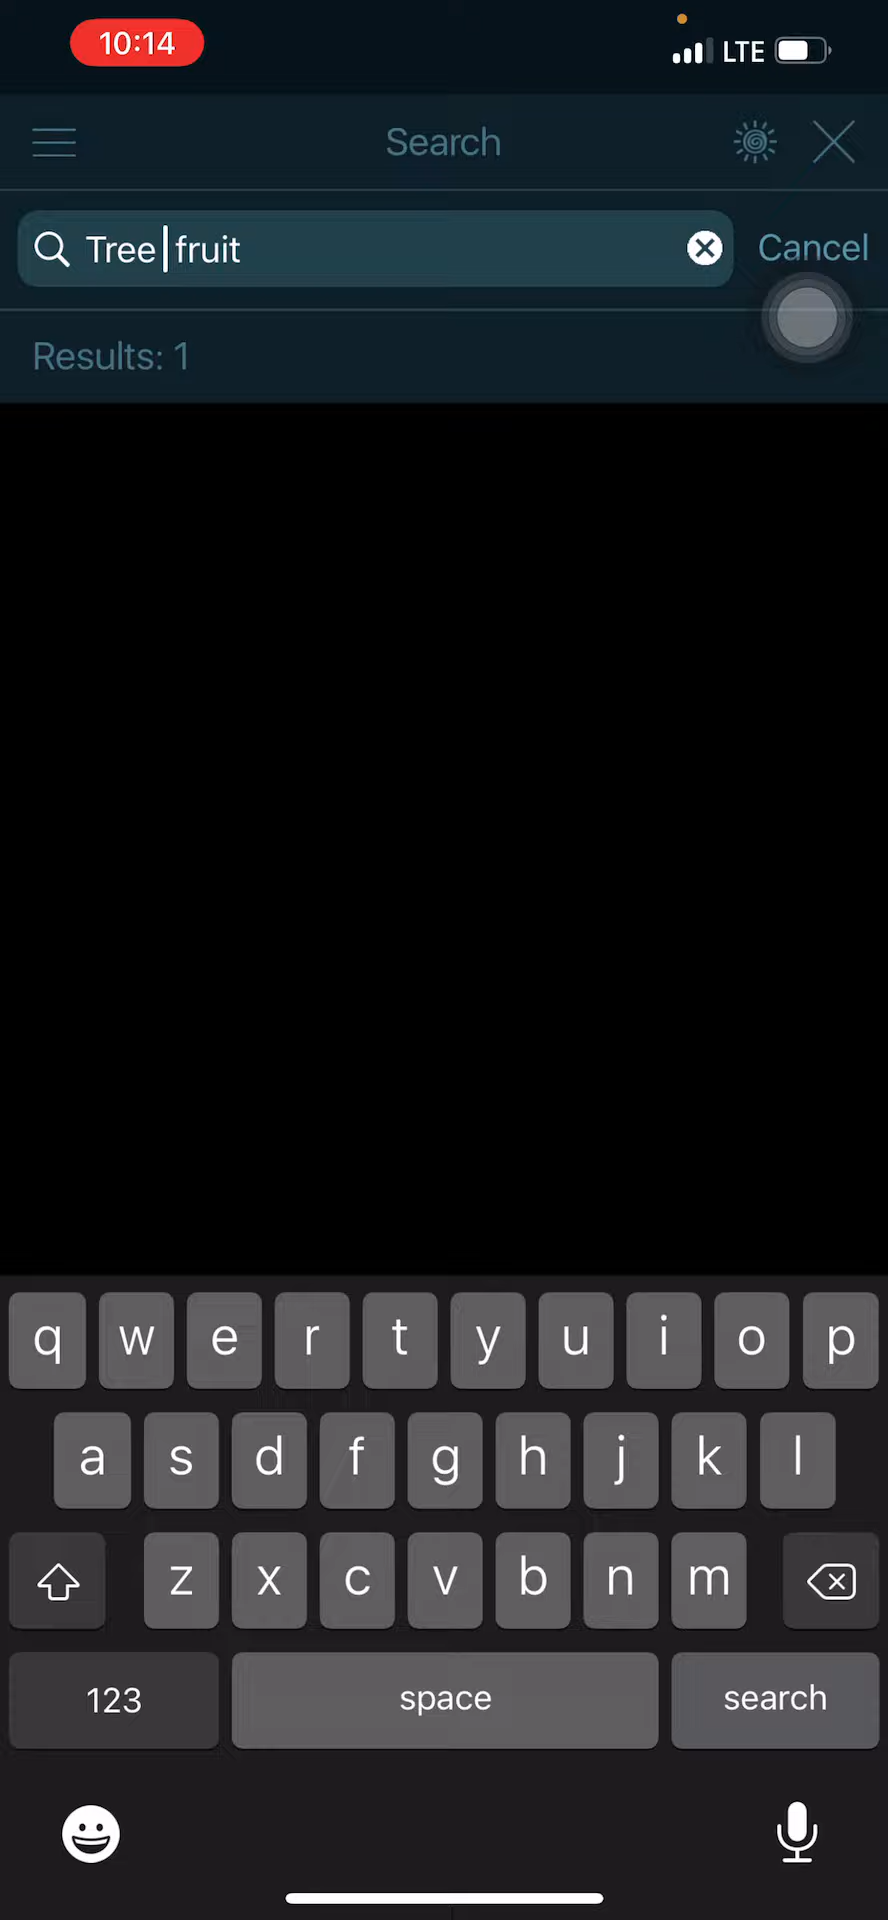 10:14
LTE
Search
Tree fruit
Cancel
Results: 1
q w e r t y u i o p
a s d f g h j k l
z x c v b n m
123 space search